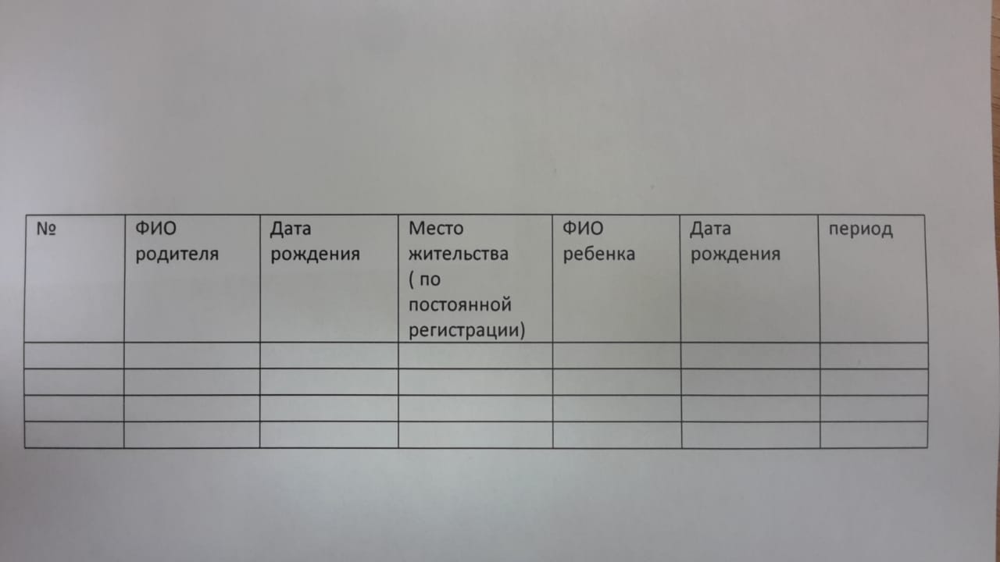 №
ФИО
родителя
Дата
рождения
Место
жительства
( по
постоянной
регистрации)
ФИО
ребенка
Дата
рождения
период